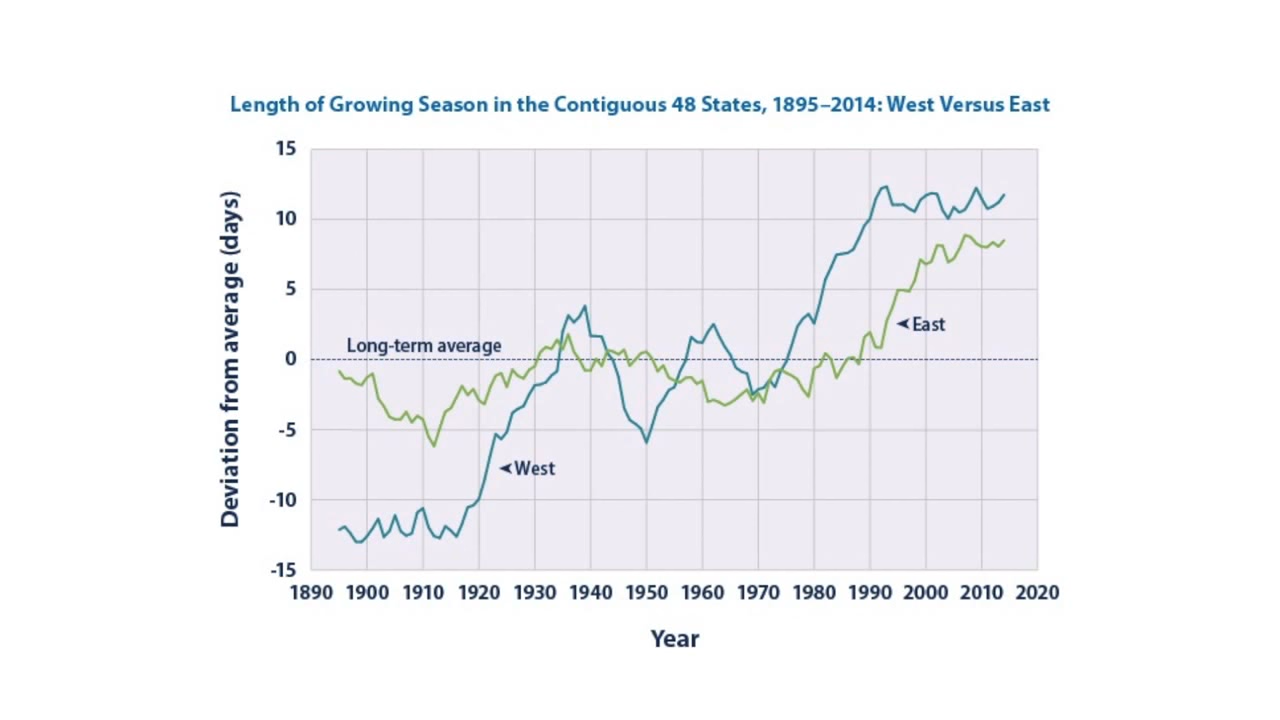 Length of Growing Season in the Contiguous 48 States, 1895–2014: West Versus East
Deviation from average (days)
15
10
5
0
-5
-10
-15
Long-term average
East
West
1890 1900 1910 1920 1930 1940 1950 1960 1970 1980 1990 2000 2010 2020
Year